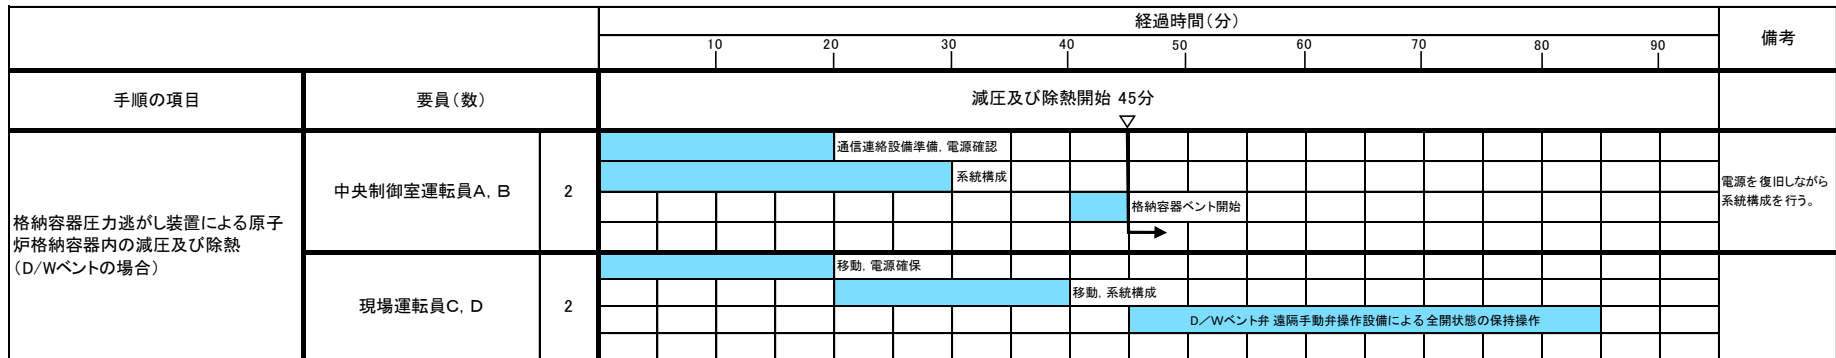 経過時間(分)
備考
10 20 30 40 50 60 70 80 90
手順の項目
要員(数)
減圧及び除熱開始 45分
格納容器圧力逃がし装置による原子
炉格納容器内の減圧及び除熱
(D/Wベントの場合)
中央制御室運転員A, B
2
通信連絡設備準備, 電源確認
系統構成
格納容器ベント開始
電源を復旧しながら
系統構成を行う。
現場運転員C, D
2
移動, 電源確保
移動, 系統構成
D/Wベント弁 遠隔手動弁操作設備による全開状態の保持操作